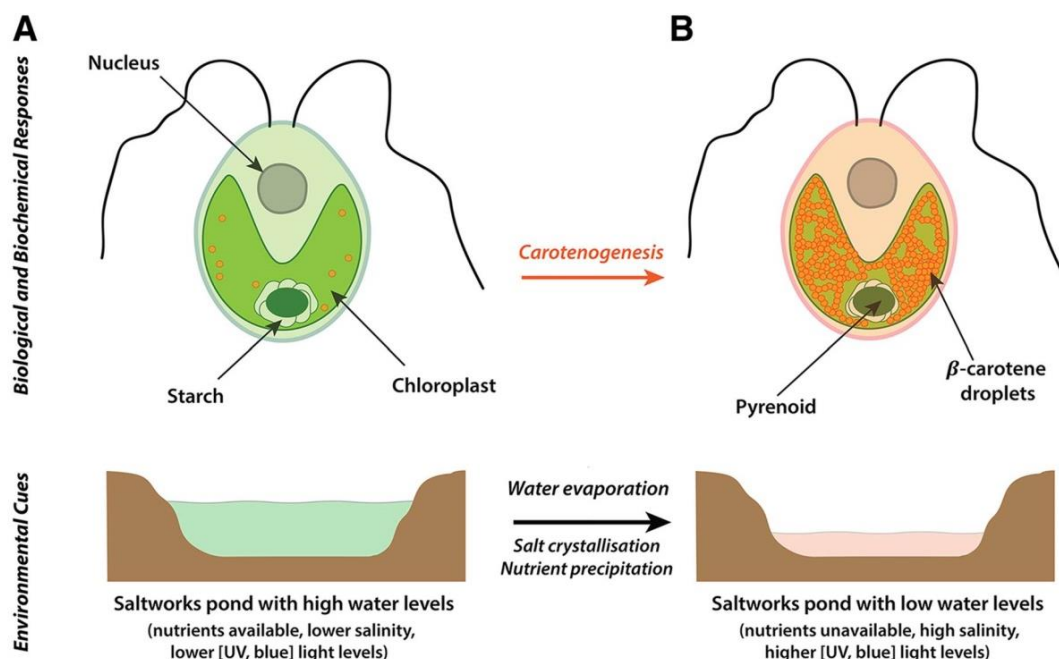 A
B
Biological and Biochemical Responses
Nucleus
Starch
Chloroplast
Carotenogenesis
Pyrenoid
β-carotene
droplets
Environmental Cues
Water evaporation
Salt crystallisation
Nutrient precipitation
Saltworks pond with high water levels
(nutrients available, lower salinity,
lower [UV, blue] light levels)
Saltworks pond with low water levels
(nutrients unavailable, high salinity,
higher [UV, blue] light levels)